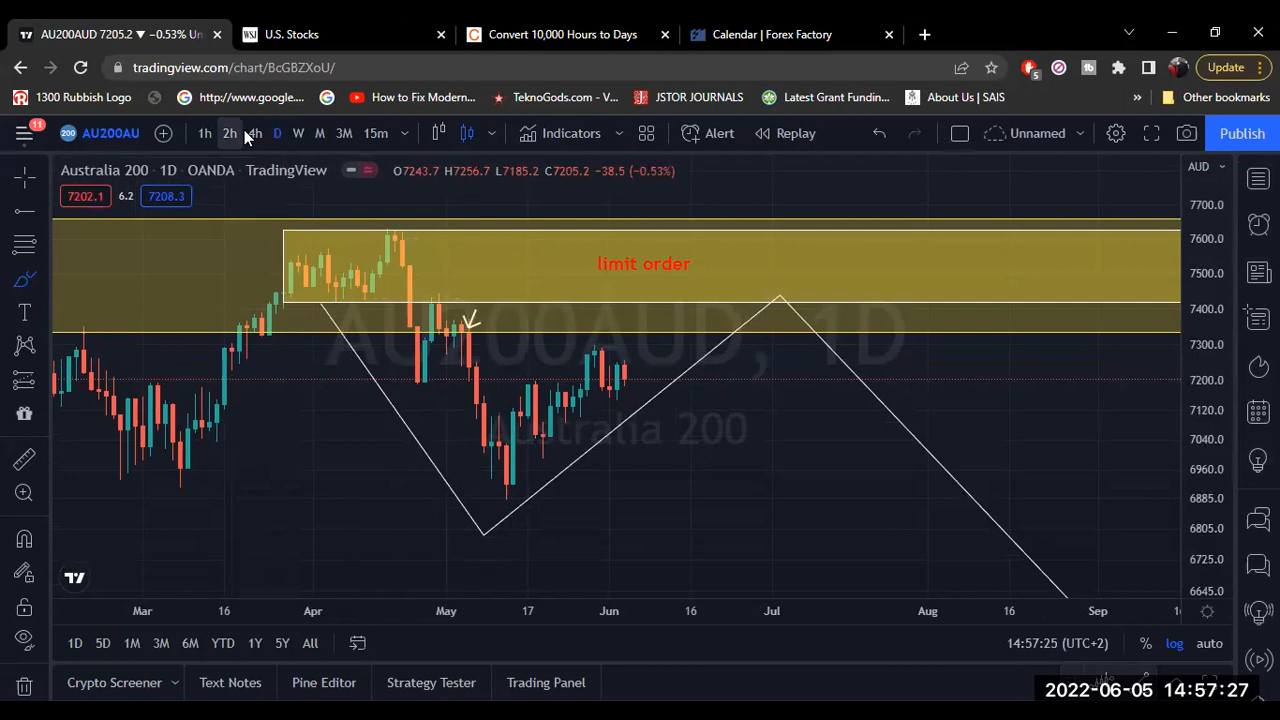 AU200AUD 7205.2 ▼ −0.53% Un
U.S. Stocks
Convert 10,000 Hours to Days
Calendar | Forex Factory
tradingview.com/chart/BcGBZXoU/
5
Update
1300 Rubbish Logo
http://www.google....
How to Fix Modern...
TeknoGods.com - V...
JSTOR JOURNALS
Latest Grant Fundin...
About Us | SAIS
»
Other bookmarks
11
200 AU200AU
1h 2h 4h D W M 3M 15m
Indicators
Alert
Replay
Unnamed
Publish
Australia 200 · 1D · OANDA · TradingView
O7243.7 H7256.7 L7185.2 C7205.2 −38.5 (−0.53%)
AUD
7202.1 6.2 7208.3
limit order
AU200AUD, 1D
Australia 200
7700.0
7600.0
7500.0
7400.0
7300.0
7200.0
7120.0
7040.0
6960.0
6885.0
6805.0
6725.0
6645.0
Mar 16 Apr May 17 Jun 16 Jul Aug 16 Sep
1D 5D 1M 3M 6M YTD 1Y 5Y All
14:57:25 (UTC+2) % log auto
Crypto Screener Text Notes Pine Editor Strategy Tester Trading Panel
2022-06-05 14:57:27